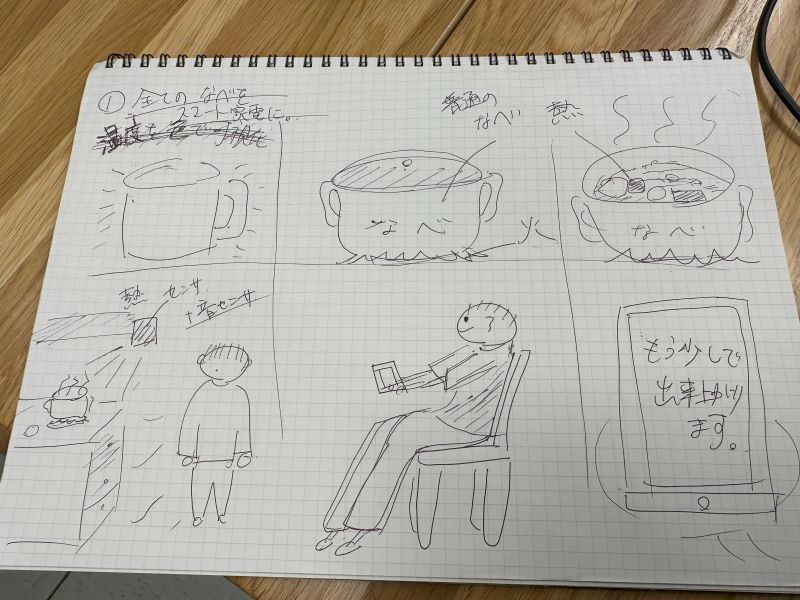 ① 全てのなべを
スマート家電に。
普通の
なべ
熱
なべ
火
なべ
熱センサ
+音センサ
もう少しで
出来上がり
ます。